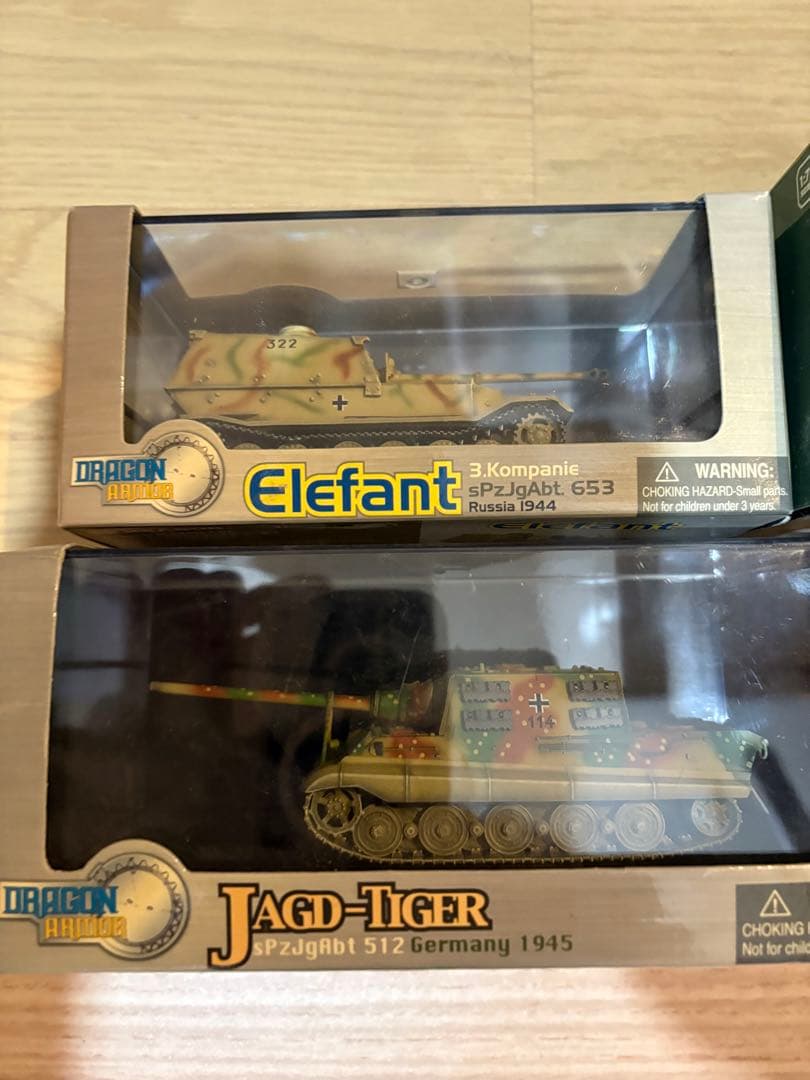 322
DRAGON
ARMOR
Elefant
3.Kompanie
sPzJgAbt. 653
Russia 1944
WARNING:
CHOKING HAZARD-Small parts.
Not for children under 3 years.
Elefant
114
DRAGON
ARMOR
JAGD-TIGER
sPzJgAbt 512 Germany 1945
CHOKING
Not for